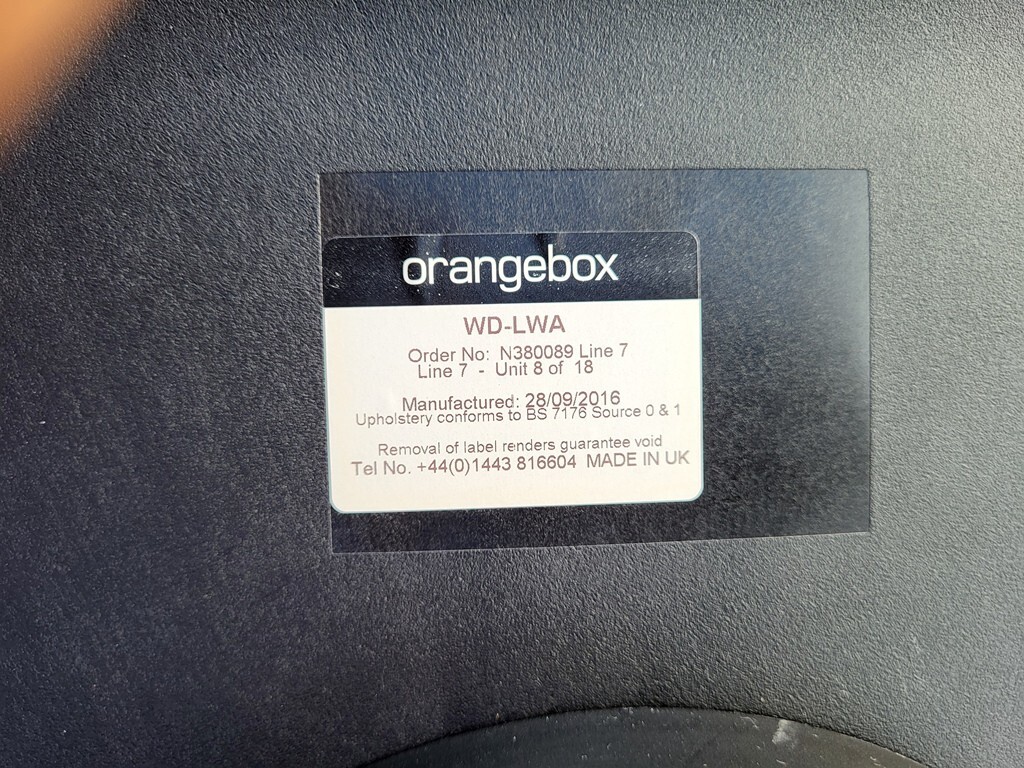 orangebox
WD-LWA
Order No: N380089 Line 7
Line 7 - Unit 8 of 18
Manufactured: 28/09/2016
Upholstery conforms to BS 7176 Source 0 & 1
Removal of label renders guarantee void
Tel No. +44(0)1443 816604 MADE IN UK